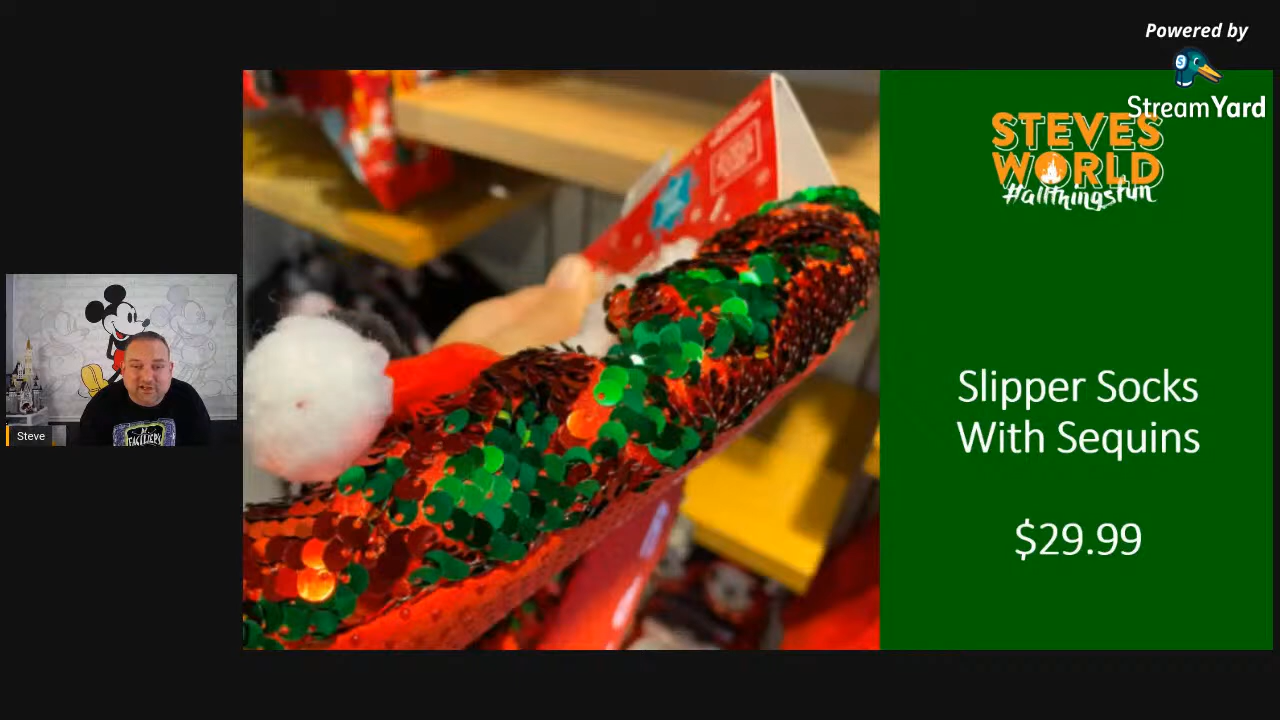 Powered by
StreamYard
STEVES
WORLD
#allthingsfun
Slipper Socks
With Sequins
$29.99
Steve